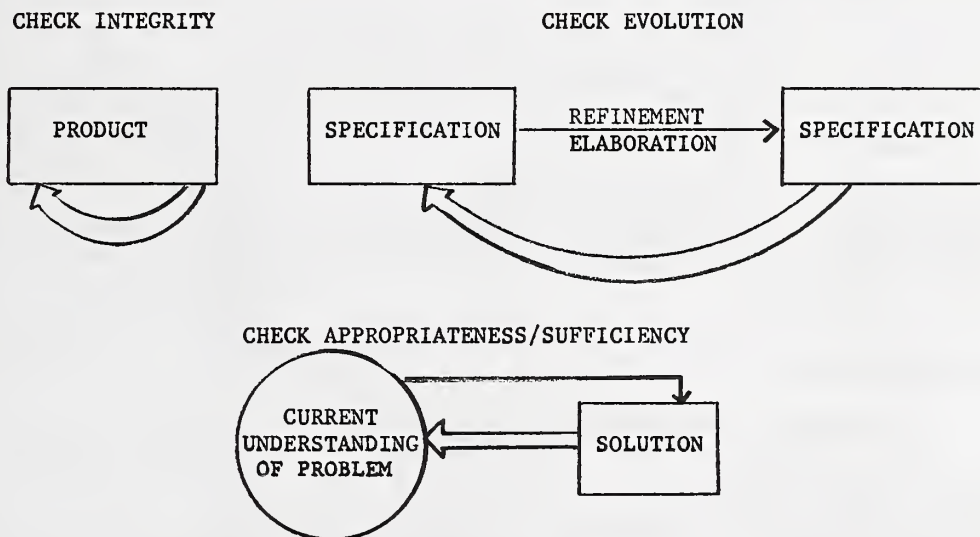 CHECK INTEGRITY
CHECK EVOLUTION
PRODUCT
SPECIFICATION
REFINEMENT
ELABORATION
SPECIFICATION
CHECK APPROPRIATENESS/SUFFICIENCY
CURRENT
UNDERSTANDING
OF PROBLEM
SOLUTION